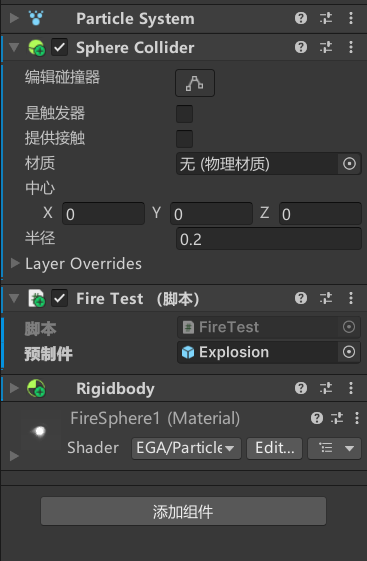 Particle System
Sphere Collider
编辑碰撞器
是触发器
提供接触
材质 无 (物理材质)
中心
X 0 Y 0 Z 0
半径 0.2
Layer Overrides
Fire Test （脚本）
脚本 FireTest
预制件 Explosion
Rigidbody
FireSphere1 (Material)
Shader EGA/Particle Edit...
添加组件